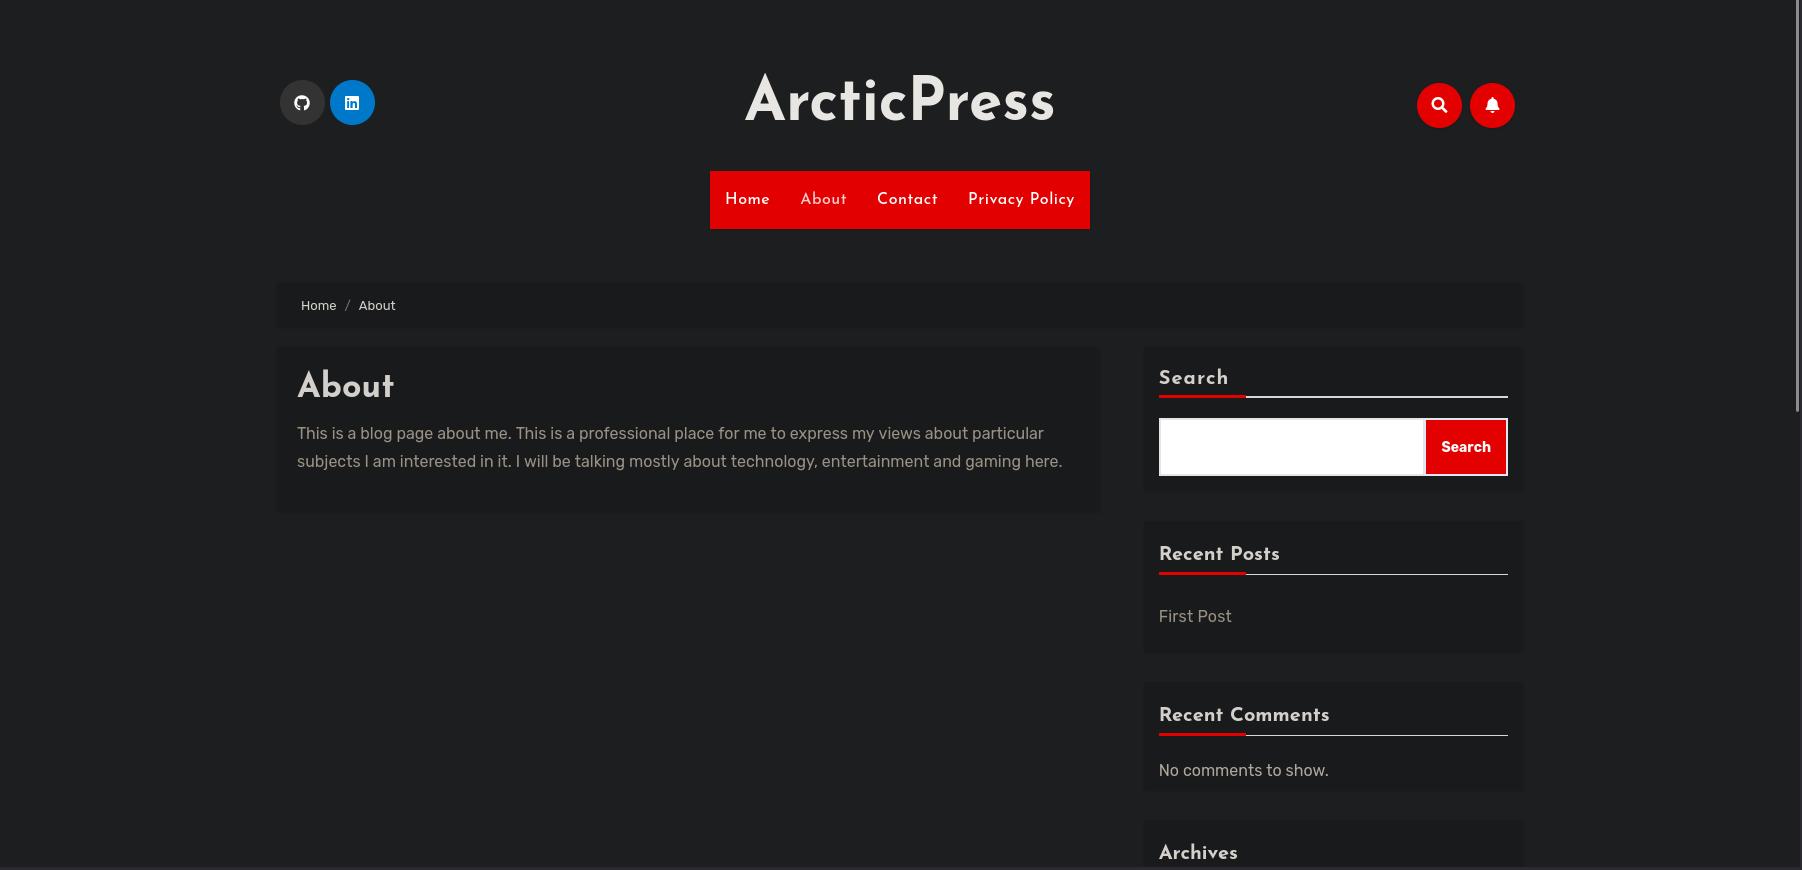 ArcticPress
Home About Contact Privacy Policy
Home / About
About
This is a blog page about me. This is a professional place for me to express my views about particular
subjects I am interested in it. I will be talking mostly about technology, entertainment and gaming here.
Search
Search
Recent Posts
First Post
Recent Comments
No comments to show.
Archives